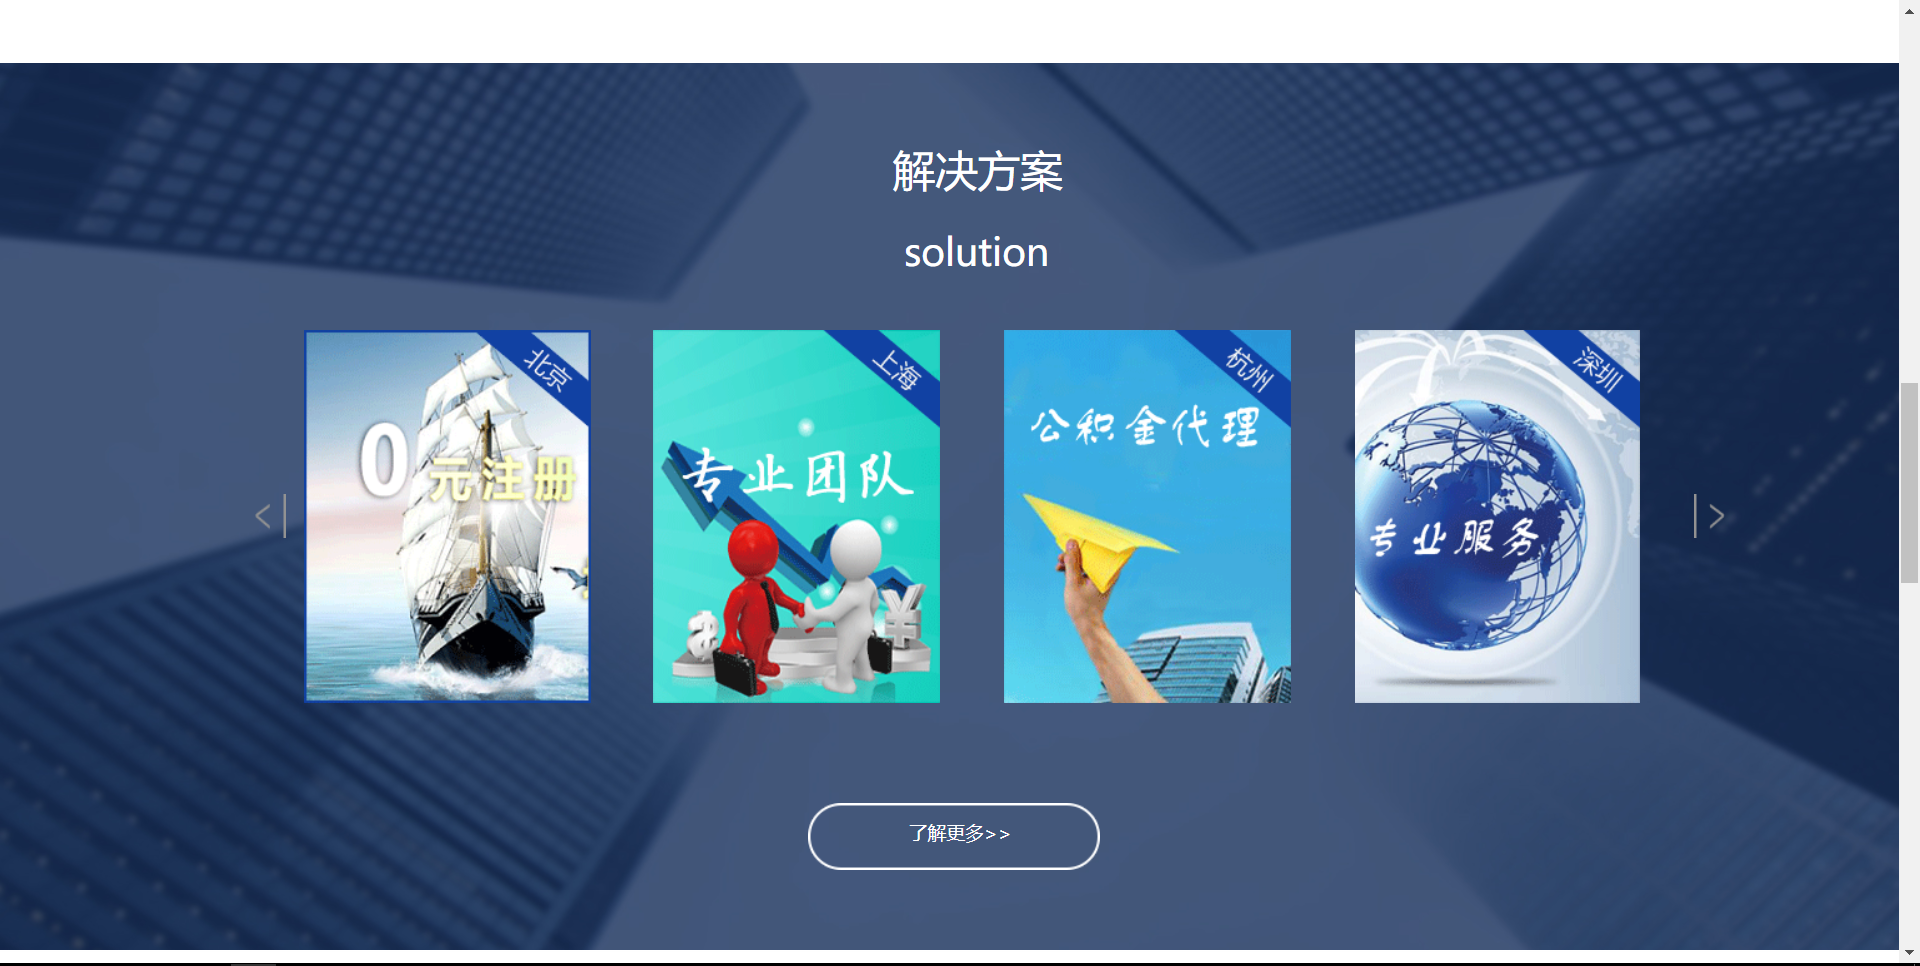 解决方案
solution
北京
0元注册
上海
专业团队
杭州
公积金代理
深圳
专业服务
了解更多>>